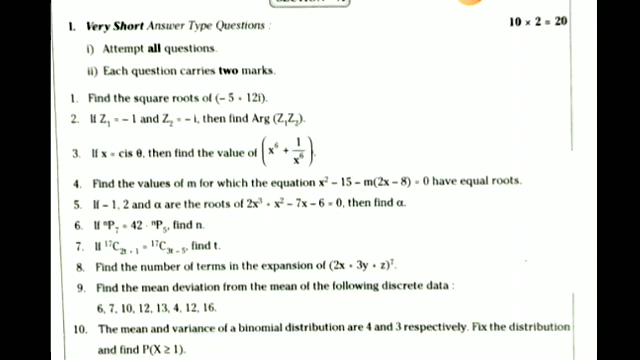 I. Very Short Answer Type Questions : 10 × 2 = 20
i) Attempt all questions.
ii) Each question carries two marks.
1. Find the square roots of (– 5 + 12i).
2. If Z₁ = – 1 and Z₂ = – i, then find Arg (Z₁Z₂).
3. If x = cis θ, then find the value of (x⁶ + 1/x⁶).
4. Find the values of m for which the equation x² – 15 – m(2x – 8) = 0 have equal roots.
5. If – 1, 2 and α are the roots of 2x³ + x² – 7x – 6 = 0, then find α.
6. If ⁿP₇ = 42 · ⁿP₅, find n.
7. If ¹⁷C₂ₜ ₊ ₁ = ¹⁷C₃ₜ ₋ ₅, find t.
8. Find the number of terms in the expansion of (2x + 3y + z)⁷.
9. Find the mean deviation from the mean of the following discrete data :
6, 7, 10, 12, 13, 4, 12, 16.
10. The mean and variance of a binomial distribution are 4 and 3 respectively. Fix the distribution
and find P(X ≥ 1).